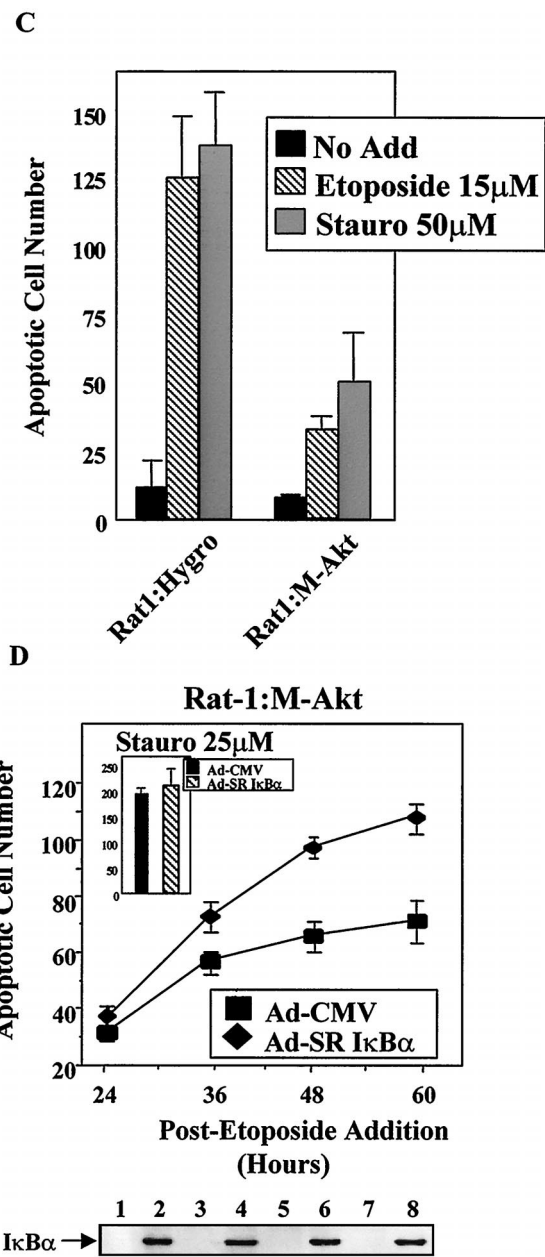 C
Apoptotic Cell Number
150
125
100
75
50
25
0
No Add
Etoposide 15μM
Stauro 50μM
Rat1:Hygro
Rat1:M-Akt
D
Rat-1:M-Akt
Apoptotic Cell Number
120
100
80
60
40
20
Stauro 25μM
250
200
150
100
50
0
Ad-CMV
Ad-SR IκBα
Ad-CMV
Ad-SR IκBα
24 36 48 60
Post-Etoposide Addition
(Hours)
1 2 3 4 5 6 7 8
IκBα